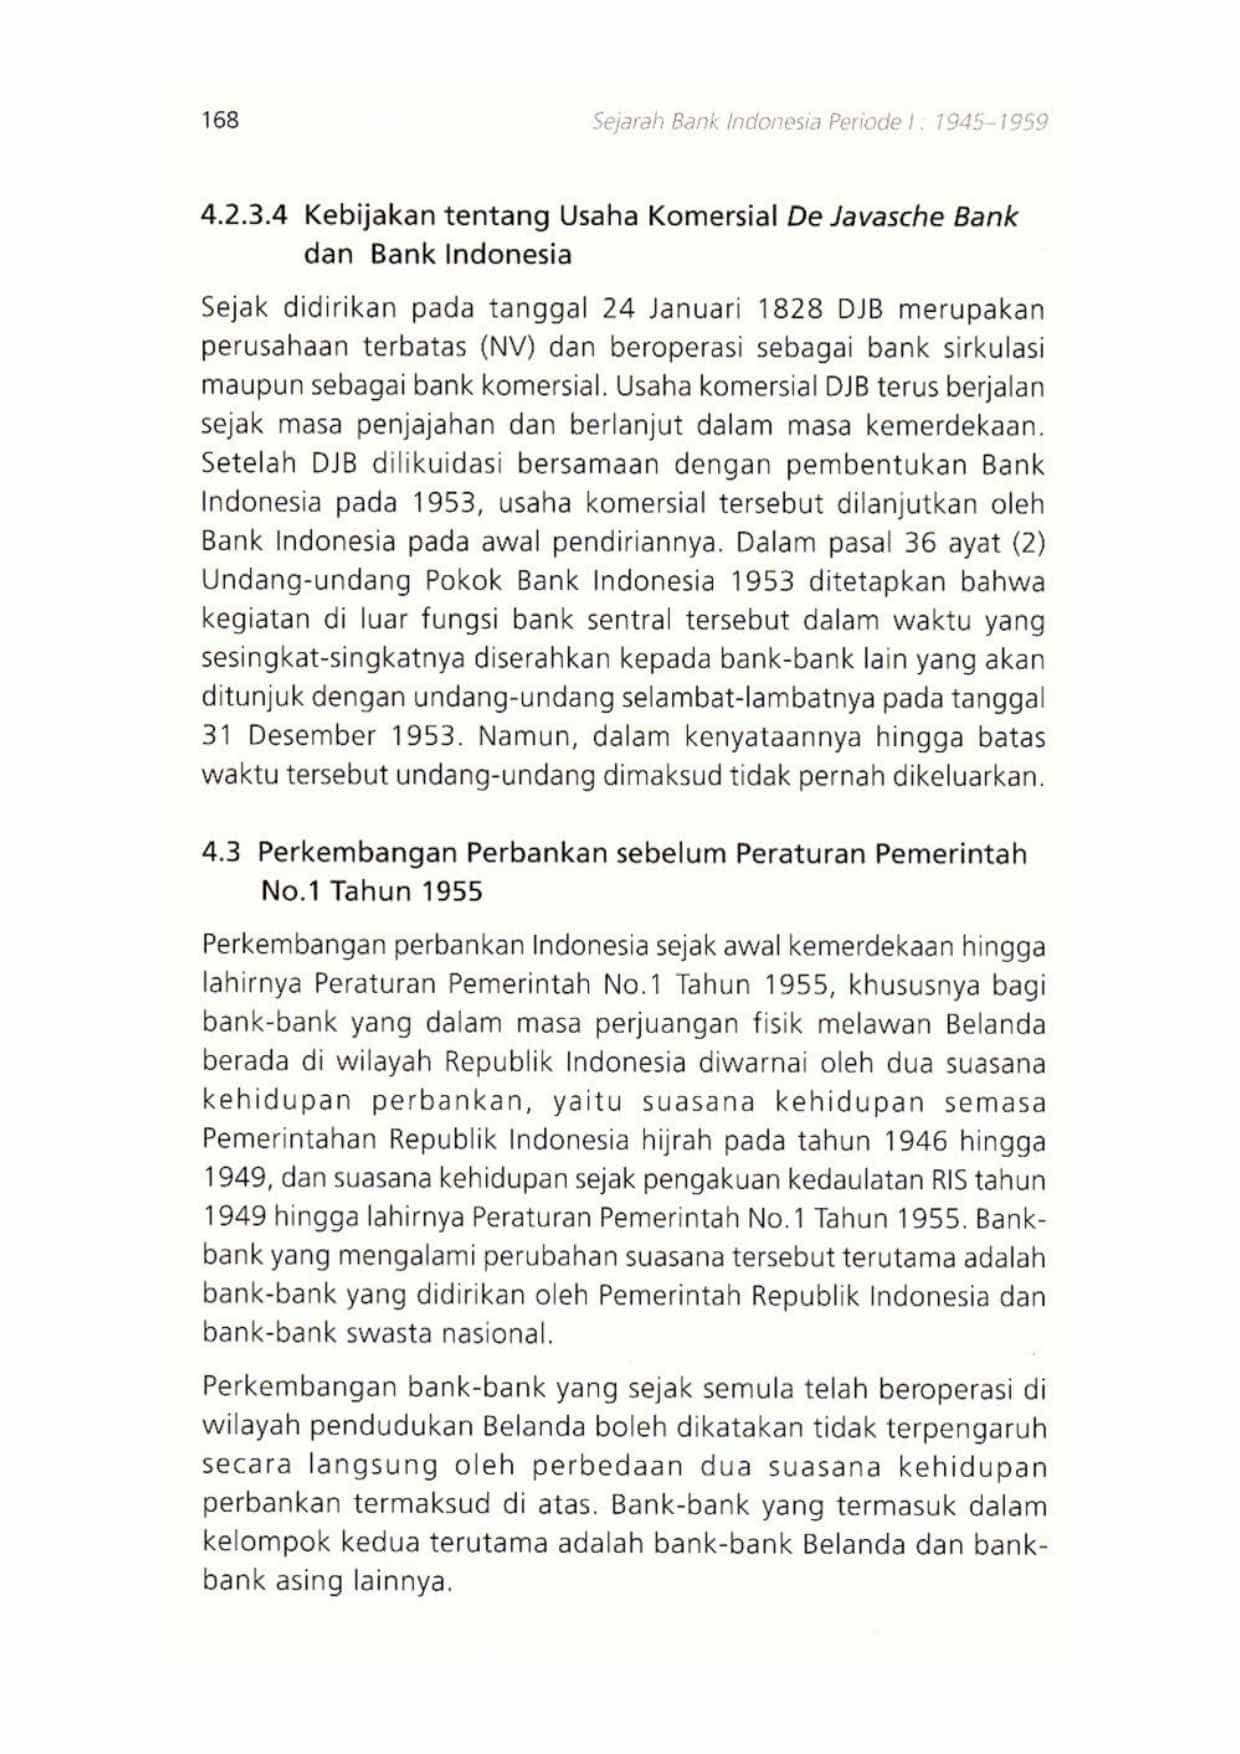 168
Sejarah Bank Indonesia Periode I : 1945–1959
4.2.3.4 Kebijakan tentang Usaha Komersial De Javasche Bank
dan Bank Indonesia
Sejak didirikan pada tanggal 24 Januari 1828 DJB merupakan
perusahaan terbatas (NV) dan beroperasi sebagai bank sirkulasi
maupun sebagai bank komersial. Usaha komersial DJB terus berjalan
sejak masa penjajahan dan berlanjut dalam masa kemerdekaan.
Setelah DJB dilikuidasi bersamaan dengan pembentukan Bank
Indonesia pada 1953, usaha komersial tersebut dilanjutkan oleh
Bank Indonesia pada awal pendiriannya. Dalam pasal 36 ayat (2)
Undang-undang Pokok Bank Indonesia 1953 ditetapkan bahwa
kegiatan di luar fungsi bank sentral tersebut dalam waktu yang
sesingkat-singkatnya diserahkan kepada bank-bank lain yang akan
ditunjuk dengan undang-undang selambat-lambatnya pada tanggal
31 Desember 1953. Namun, dalam kenyataannya hingga batas
waktu tersebut undang-undang dimaksud tidak pernah dikeluarkan.
4.3 Perkembangan Perbankan sebelum Peraturan Pemerintah
No.1 Tahun 1955
Perkembangan perbankan Indonesia sejak awal kemerdekaan hingga
lahirnya Peraturan Pemerintah No.1 Tahun 1955, khususnya bagi
bank-bank yang dalam masa perjuangan fisik melawan Belanda
berada di wilayah Republik Indonesia diwarnai oleh dua suasana
kehidupan perbankan, yaitu suasana kehidupan semasa
Pemerintahan Republik Indonesia hijrah pada tahun 1946 hingga
1949, dan suasana kehidupan sejak pengakuan kedaulatan RIS tahun
1949 hingga lahirnya Peraturan Pemerintah No.1 Tahun 1955. Bank-
bank yang mengalami perubahan suasana tersebut terutama adalah
bank-bank yang didirikan oleh Pemerintah Republik Indonesia dan
bank-bank swasta nasional.
Perkembangan bank-bank yang sejak semula telah beroperasi di
wilayah pendudukan Belanda boleh dikatakan tidak terpengaruh
secara langsung oleh perbedaan dua suasana kehidupan
perbankan termaksud di atas. Bank-bank yang termasuk dalam
kelompok kedua terutama adalah bank-bank Belanda dan bank-
bank asing lainnya.